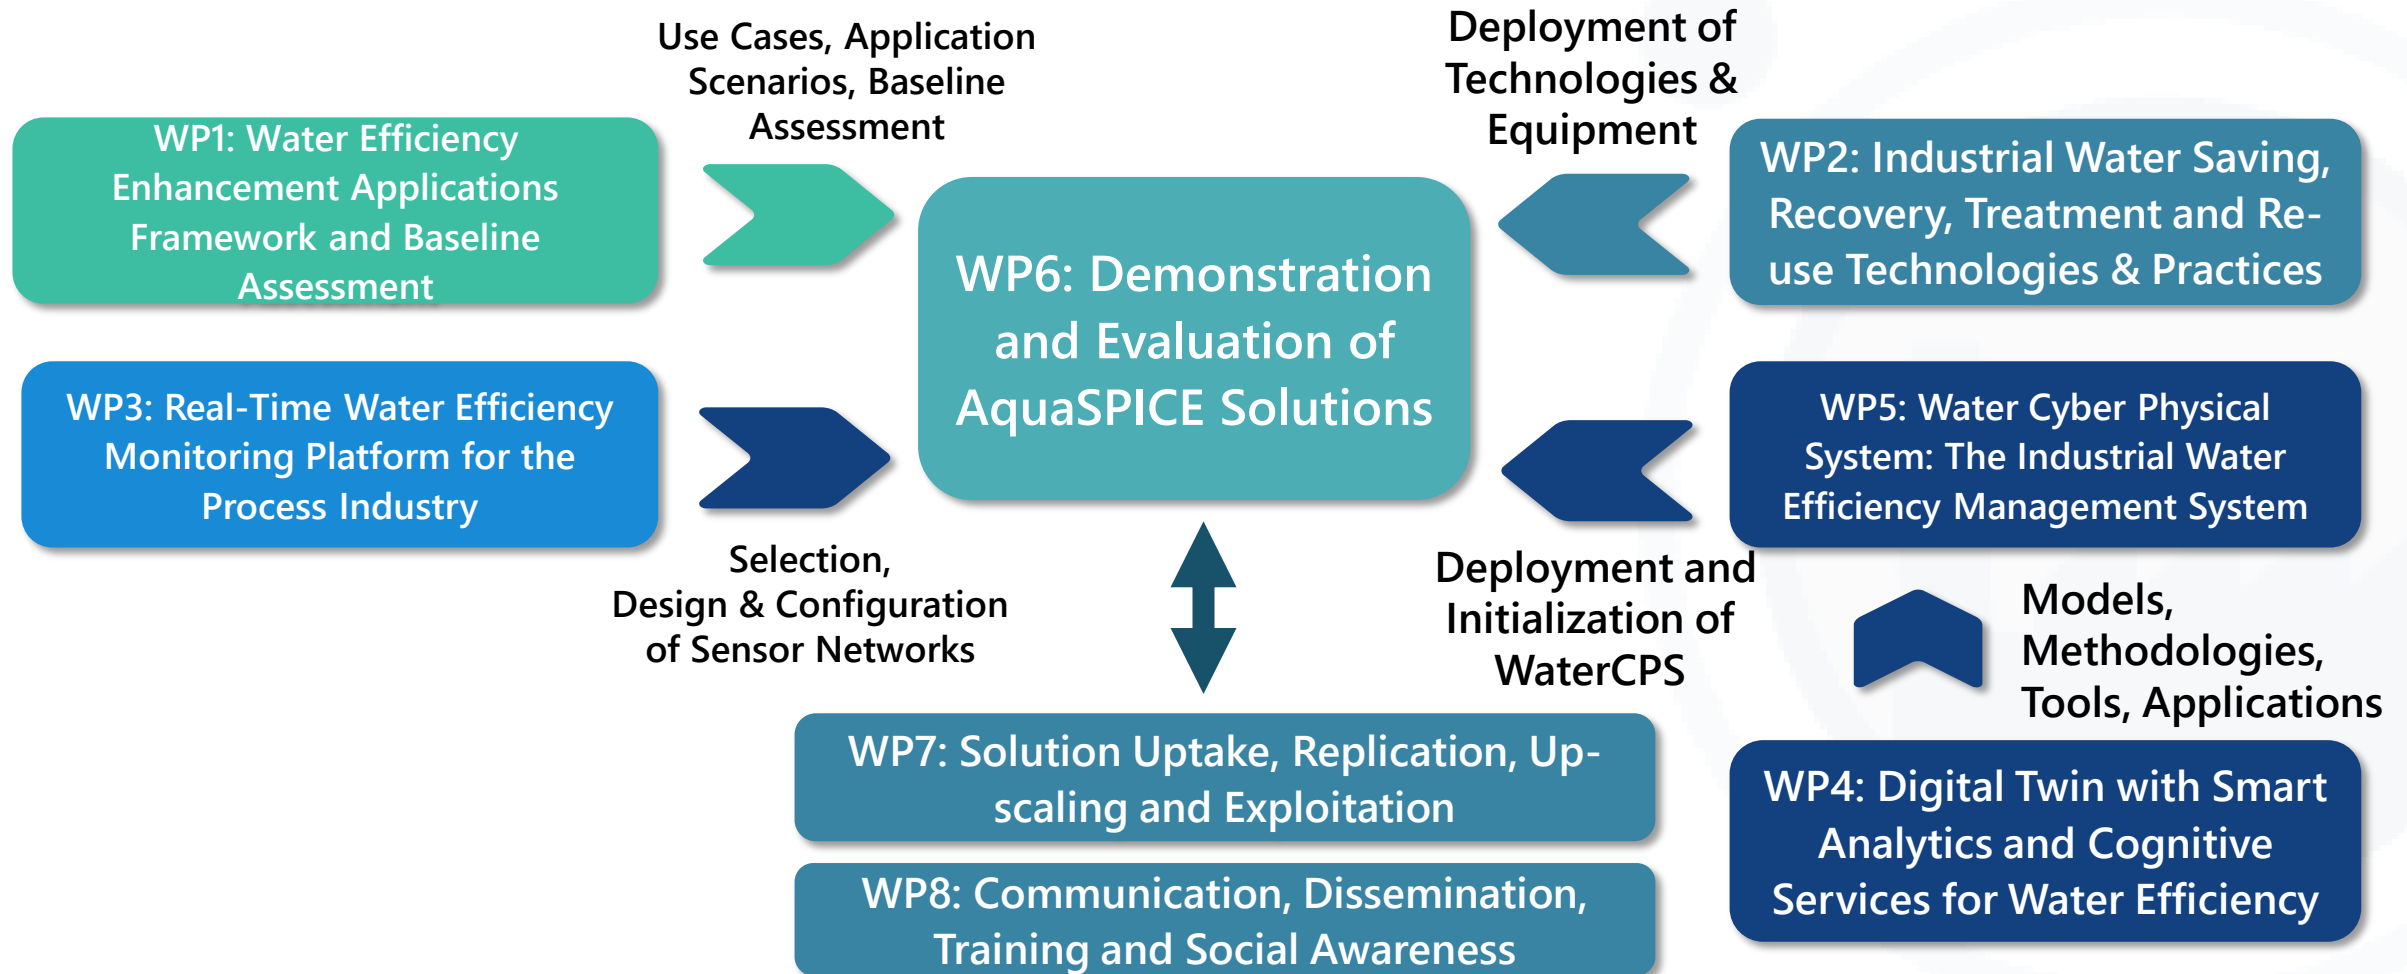 Use Cases, Application
Scenarios, Baseline
Assessment
Deployment of
Technologies &
Equipment
WP1: Water Efficiency
Enhancement Applications
Framework and Baseline
Assessment
WP6: Demonstration
and Evaluation of
AquaSPICE Solutions
WP2: Industrial Water Saving,
Recovery, Treatment and Re-
use Technologies & Practices
WP3: Real-Time Water Efficiency
Monitoring Platform for the
Process Industry
WP5: Water Cyber Physical
System: The Industrial Water
Efficiency Management System
Selection,
Design & Configuration
of Sensor Networks
Deployment and
Initialization of
WaterCPS
Models,
Methodologies,
Tools, Applications
WP7: Solution Uptake, Replication, Up-
scaling and Exploitation
WP4: Digital Twin with Smart
Analytics and Cognitive
Services for Water Efficiency
WP8: Communication, Dissemination,
Training and Social Awareness